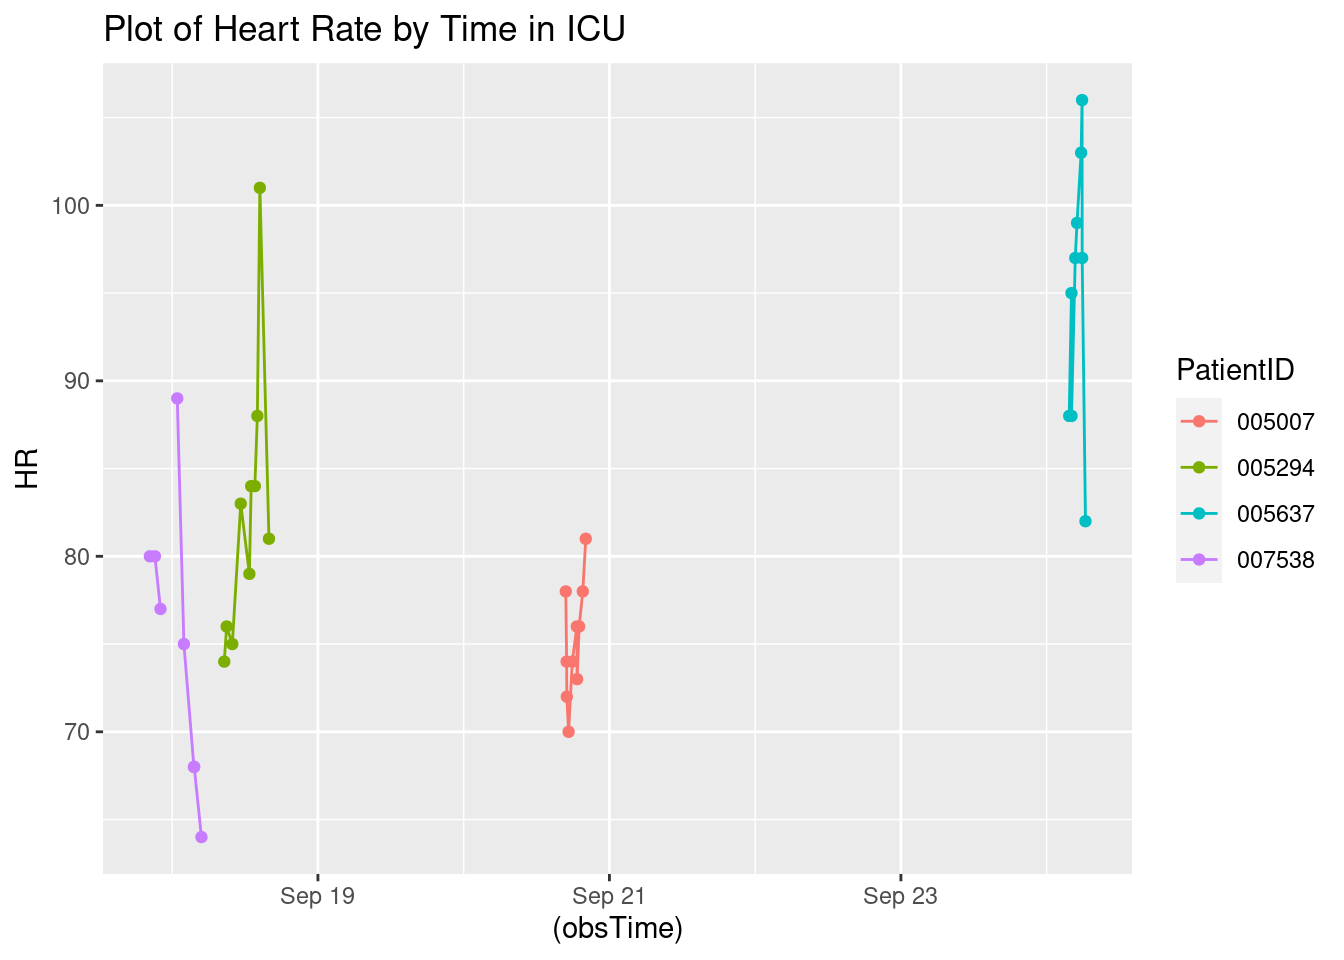 Plot of Heart Rate by Time in ICU
HR
100
90
80
70
Sep 19
Sep 21
Sep 23
(obsTime)
PatientID
005007
005294
005637
007538